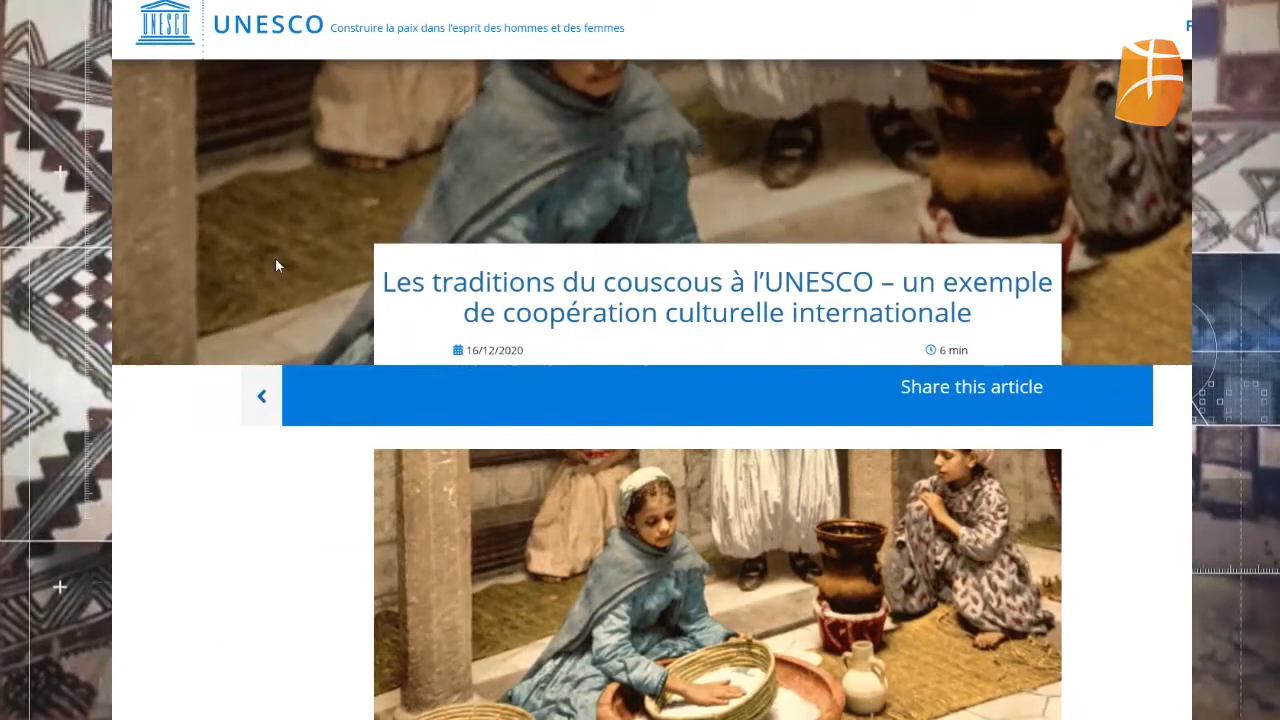 UNESCO
UNESCO Construire la paix dans l'esprit des hommes et des femmes
F
Les traditions du couscous à l'UNESCO – un exemple
de coopération culturelle internationale
16/12/2020
6 min
Share this article